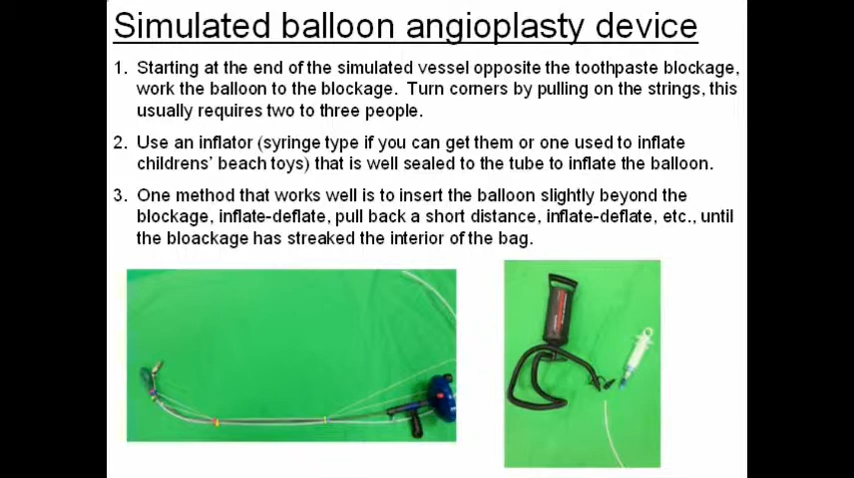 Simulated balloon angioplasty device
1. Starting at the end of the simulated vessel opposite the toothpaste blockage,
work the balloon to the blockage. Turn corners by pulling on the strings, this
usually requires two to three people.
2. Use an inflator (syringe type if you can get them or one used to inflate
childrens' beach toys) that is well sealed to the tube to inflate the balloon.
3. One method that works well is to insert the balloon slightly beyond the
blockage, inflate-deflate, pull back a short distance, inflate-deflate, etc., until
the bloackage has streaked the interior of the bag.